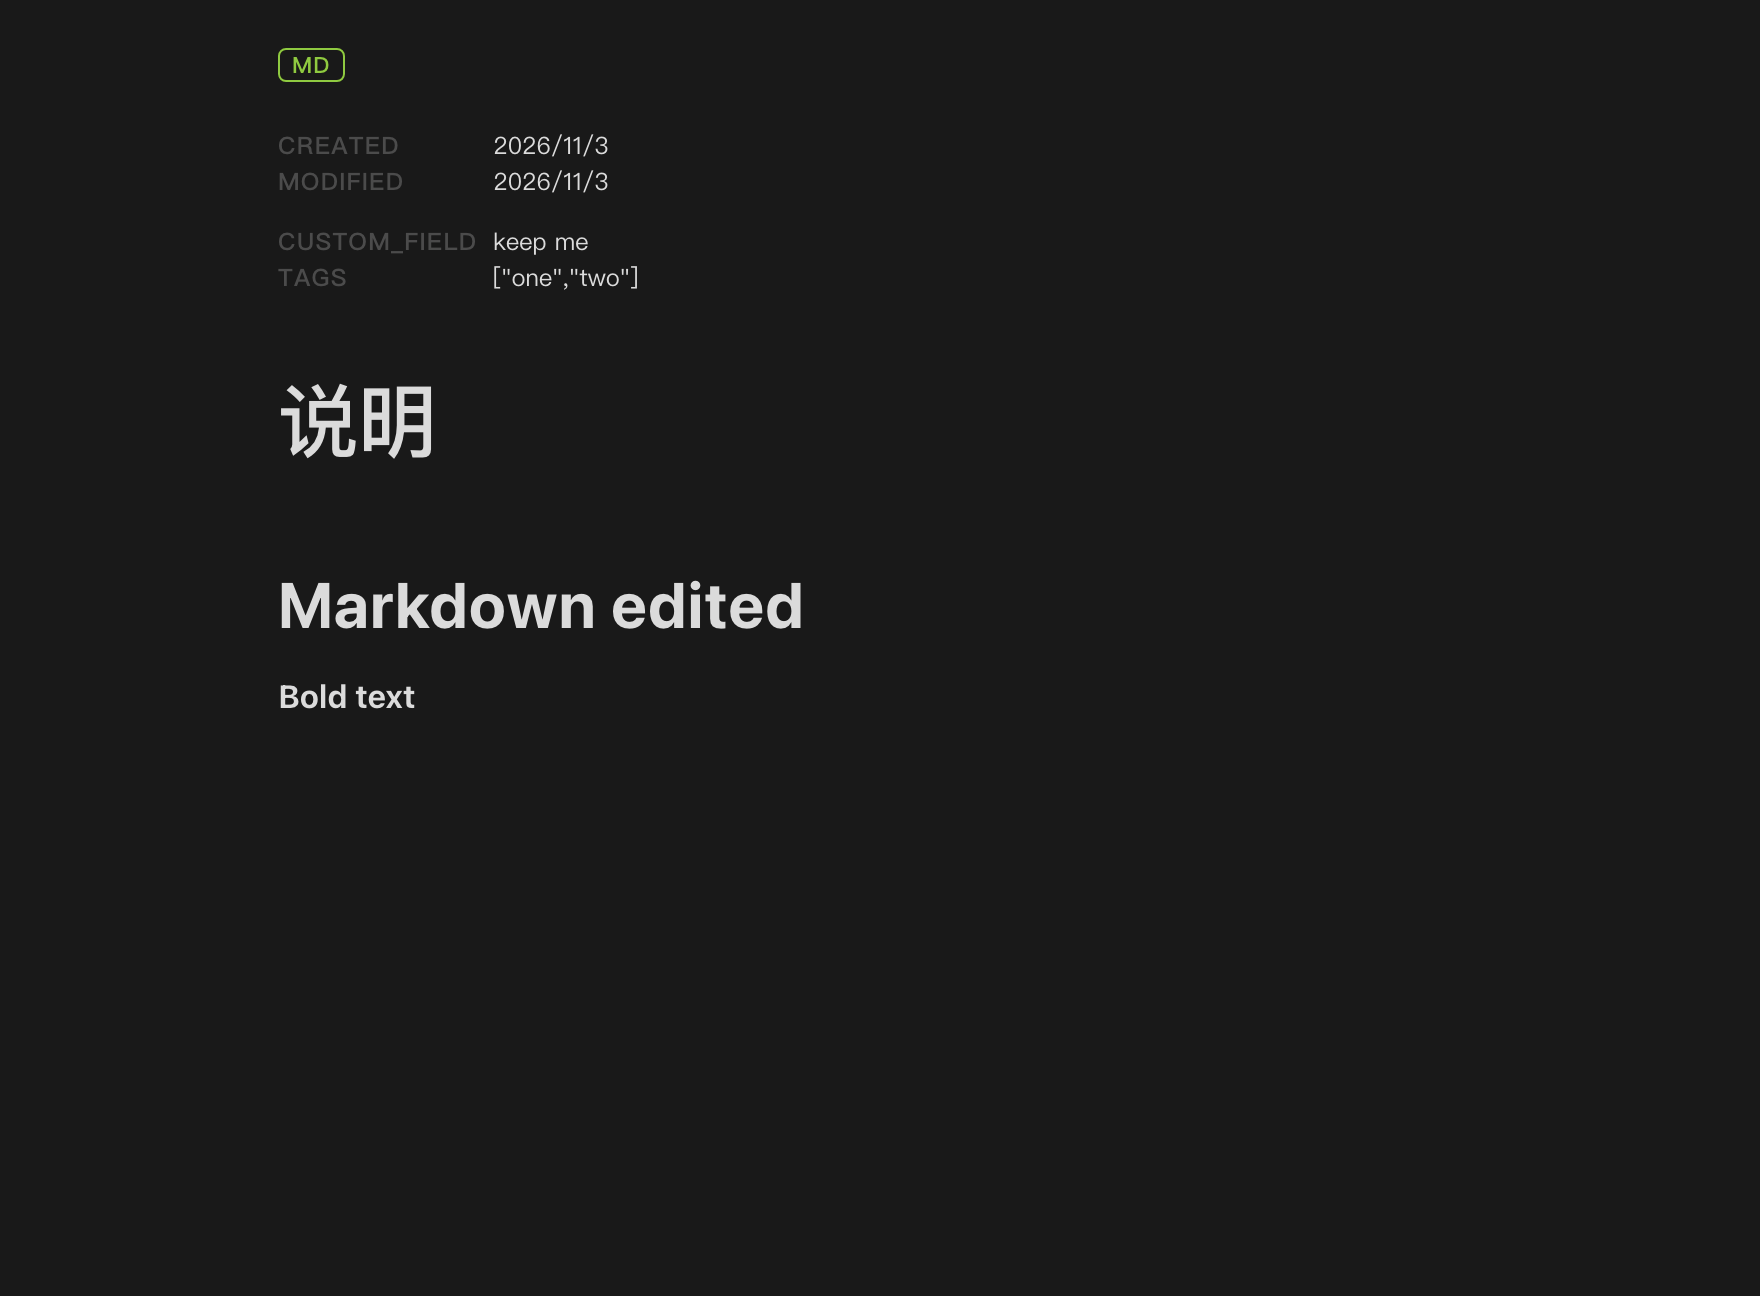 MD
CREATED 2026/11/3
MODIFIED 2026/11/3
CUSTOM_FIELD keep me
TAGS ["one","two"]
说明
Markdown edited
Bold text